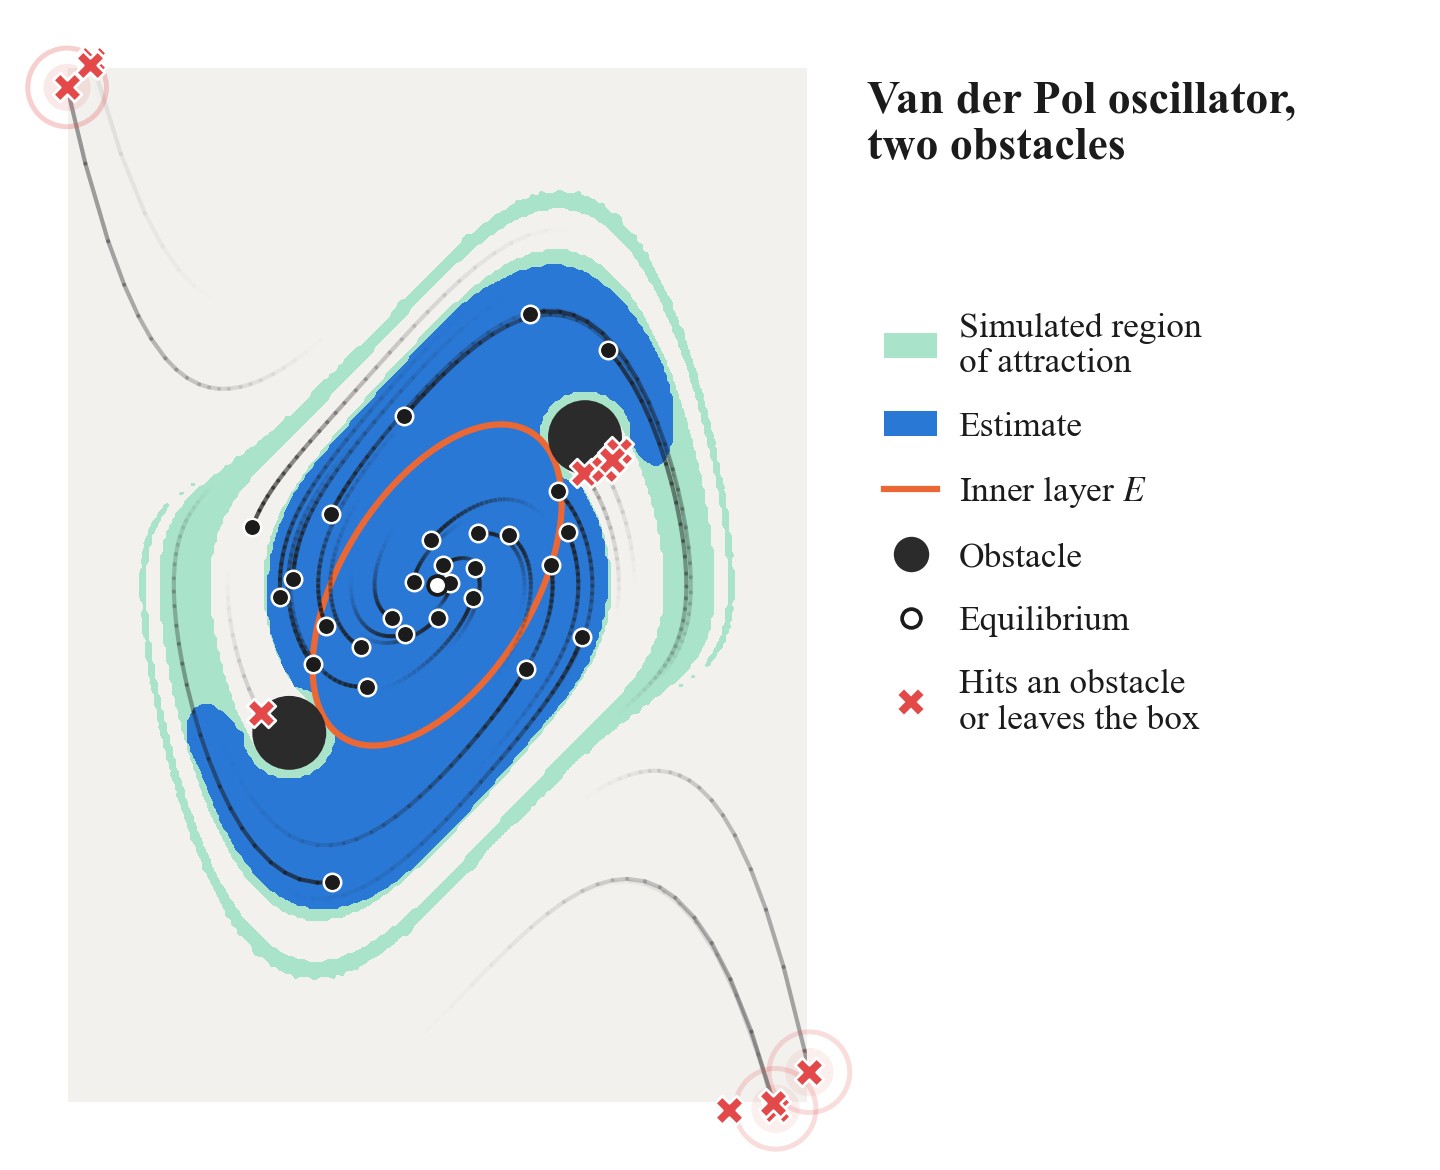 Van der Pol oscillator,
two obstacles
Simulated region
of attraction
Estimate
Inner layer E
Obstacle
Equilibrium
Hits an obstacle
or leaves the box